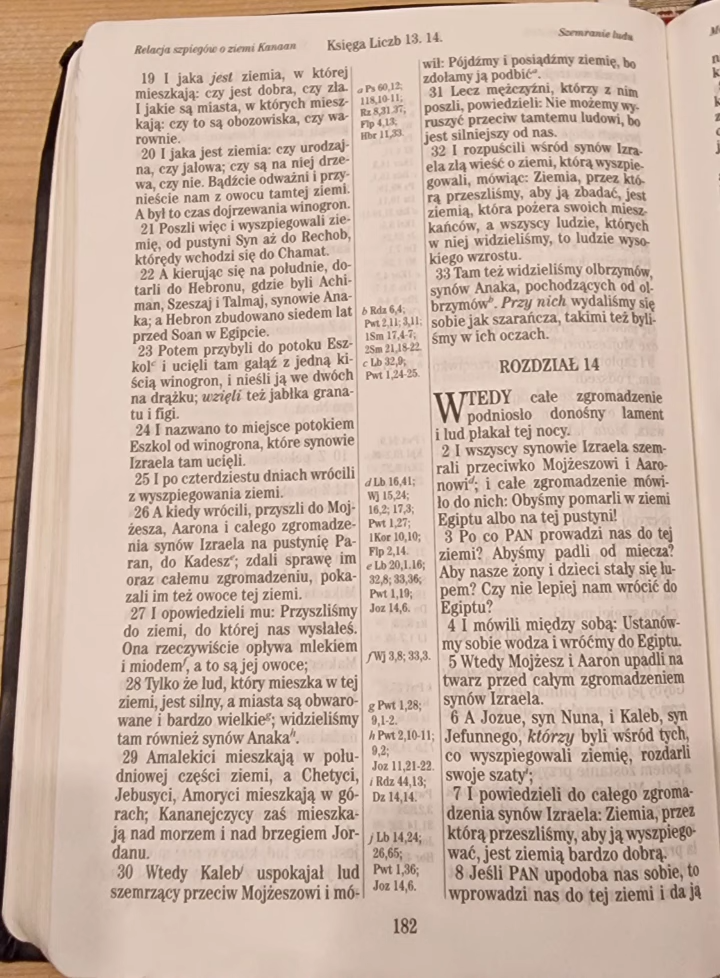 Relacja szpiegów o ziemi Kanaan
Księga Liczb 13. 14.
Szemranie ludu
19 I jaka jest ziemia, w której
mieszkają: czy jest dobra, czy zła.
I jakie są miasta, w których miesz-
kają: czy to są obozowiska, czy wa-
rownie.
20 I jaka jest ziemia: czy urodzaj-
na, czy jałowa; czy są na niej drze-
wa, czy nie. Bądźcie odważni i przy-
nieście nam z owocu tamtej ziemi.
A był to czas dojrzewania winogron.
21 Poszli więc i wyszpiegowali zie-
mię, od pustyni Syn aż do Rechob,
którędy wchodzi się do Chamat.
22 A kierując się na południe, do-
tarli do Hebronu, gdzie byli Achi-
man, Szeszaj i Talmaj, synowie Ana-
ka; a Hebron zbudowano siedem lat
przed Soan w Egipcie.
23 Potem przybyli do potoku Esz-
kolᶜ i ucięli tam gałąź z jedną ki-
ścią winogron, i nieśli ją we dwóch
na drążku; wzięli też jabłka grana-
tu i figi.
24 I nazwano to miejsce potokiem
Eszkol od winogrona, które synowie
Izraela tam ucięli.
25 I po czterdziestu dniach wrócili
z wyszpiegowania ziemi.
26 A kiedy wrócili, przyszli do Moj-
żesza, Aarona i całego zgromadze-
nia synów Izraela na pustynię Pa-
ran, do Kadeszᵉ; zdali sprawę im
oraz całemu zgromadzeniu, poka-
zali im też owoce tej ziemi.
27 I opowiedzieli mu: Przyszliśmy
do ziemi, do której nas wysłałeś.
Ona rzeczywiście opływa mlekiem
i miodemᶠ, a to są jej owoce;
28 Tylko że lud, który mieszka w tej
ziemi, jest silny, a miasta są obwaro-
wane i bardzo wielkieᵍ; widzieliśmy
tam również synów Anakaʰ.
29 Amalekici mieszkają w połu-
dniowej części ziemi, a Chetyci,
Jebusyci, Amoryci mieszkają w gó-
rach; Kananejczycy zaś mieszka-
ją nad morzem i nad brzegiem Jor-
danu.
30 Wtedy Kalebʲ uspokajał lud
szemrzący przeciw Mojżeszowi i mó-
a Ps 60,12;
118,10-11;
Rz 8,31.37;
Flp 4,13;
Hbr 11,33.
b Rdz 6,4;
Pwt 2,11; 3,11;
1Sm 17,4-7;
2Sm 21,18-22.
c Lb 32,9;
Pwt 1,24-25.
d Lb 16,41;
Wj 15,24;
16,2; 17,3;
Pwt 1,27;
1Kor 10,10;
Flp 2,14.
e Lb 20,1.16;
32,8; 33,36;
Pwt 1,19;
Joz 14,6.
f Wj 3,8; 33,3.
g Pwt 1,28;
9,1-2.
h Pwt 2,10-11;
9,2;
Joz 11,21-22.
i Rdz 44,13;
Dz 14,14.
j Lb 14,24;
26,65;
Pwt 1,36;
Joz 14,6.
wił: Pójdźmy i posiądźmy ziemię, bo
zdołamy ją podbićᵃ.
31 Lecz mężczyźni, którzy z nim
poszli, powiedzieli: Nie możemy wy-
ruszyć przeciw tamtemu ludowi, bo
jest silniejszy od nas.
32 I rozpuścili wśród synów Izra-
ela złą wieść o ziemi, którą wyszpie-
gowali, mówiąc: Ziemia, przez któ-
rą przeszliśmy, aby ją zbadać, jest
ziemią, która pożera swoich miesz-
kańców, a wszyscy ludzie, których
w niej widzieliśmy, to ludzie wyso-
kiego wzrostu.
33 Tam też widzieliśmy olbrzymów,
synów Anaka, pochodzących od ol-
brzymówᵇ. Przy nich wydaliśmy się
sobie jak szarańcza, takimi też byli-
śmy w ich oczach.
ROZDZIAŁ 14
WTEDY całe zgromadzenie
podniosło donośny lament
i lud płakał tej nocy.
2 I wszyscy synowie Izraela szem-
rali przeciwko Mojżeszowi i Aaro-
nowiᵈ; i całe zgromadzenie mówi-
ło do nich: Obyśmy pomarli w ziemi
Egiptu albo na tej pustyni!
3 Po co PAN prowadzi nas do tej
ziemi? Abyśmy padli od miecza?
Aby nasze żony i dzieci stały się łu-
pem? Czy nie lepiej nam wrócić do
Egiptu?
4 I mówili między sobą: Ustanów-
my sobie wodza i wróćmy do Egiptu.
5 Wtedy Mojżesz i Aaron upadli na
twarz przed całym zgromadzeniem
synów Izraela.
6 A Jozue, syn Nuna, i Kaleb, syn
Jefunnego, którzy byli wśród tych,
co wyszpiegowali ziemię, rozdarli
swoje szatyⁱ;
7 I powiedzieli do całego zgroma-
dzenia synów Izraela: Ziemia, przez
którą przeszliśmy, aby ją wyszpiego-
wać, jest ziemią bardzo dobrą.
8 Jeśli PAN upodoba nas sobie, to
wprowadzi nas do tej ziemi i da ją
182